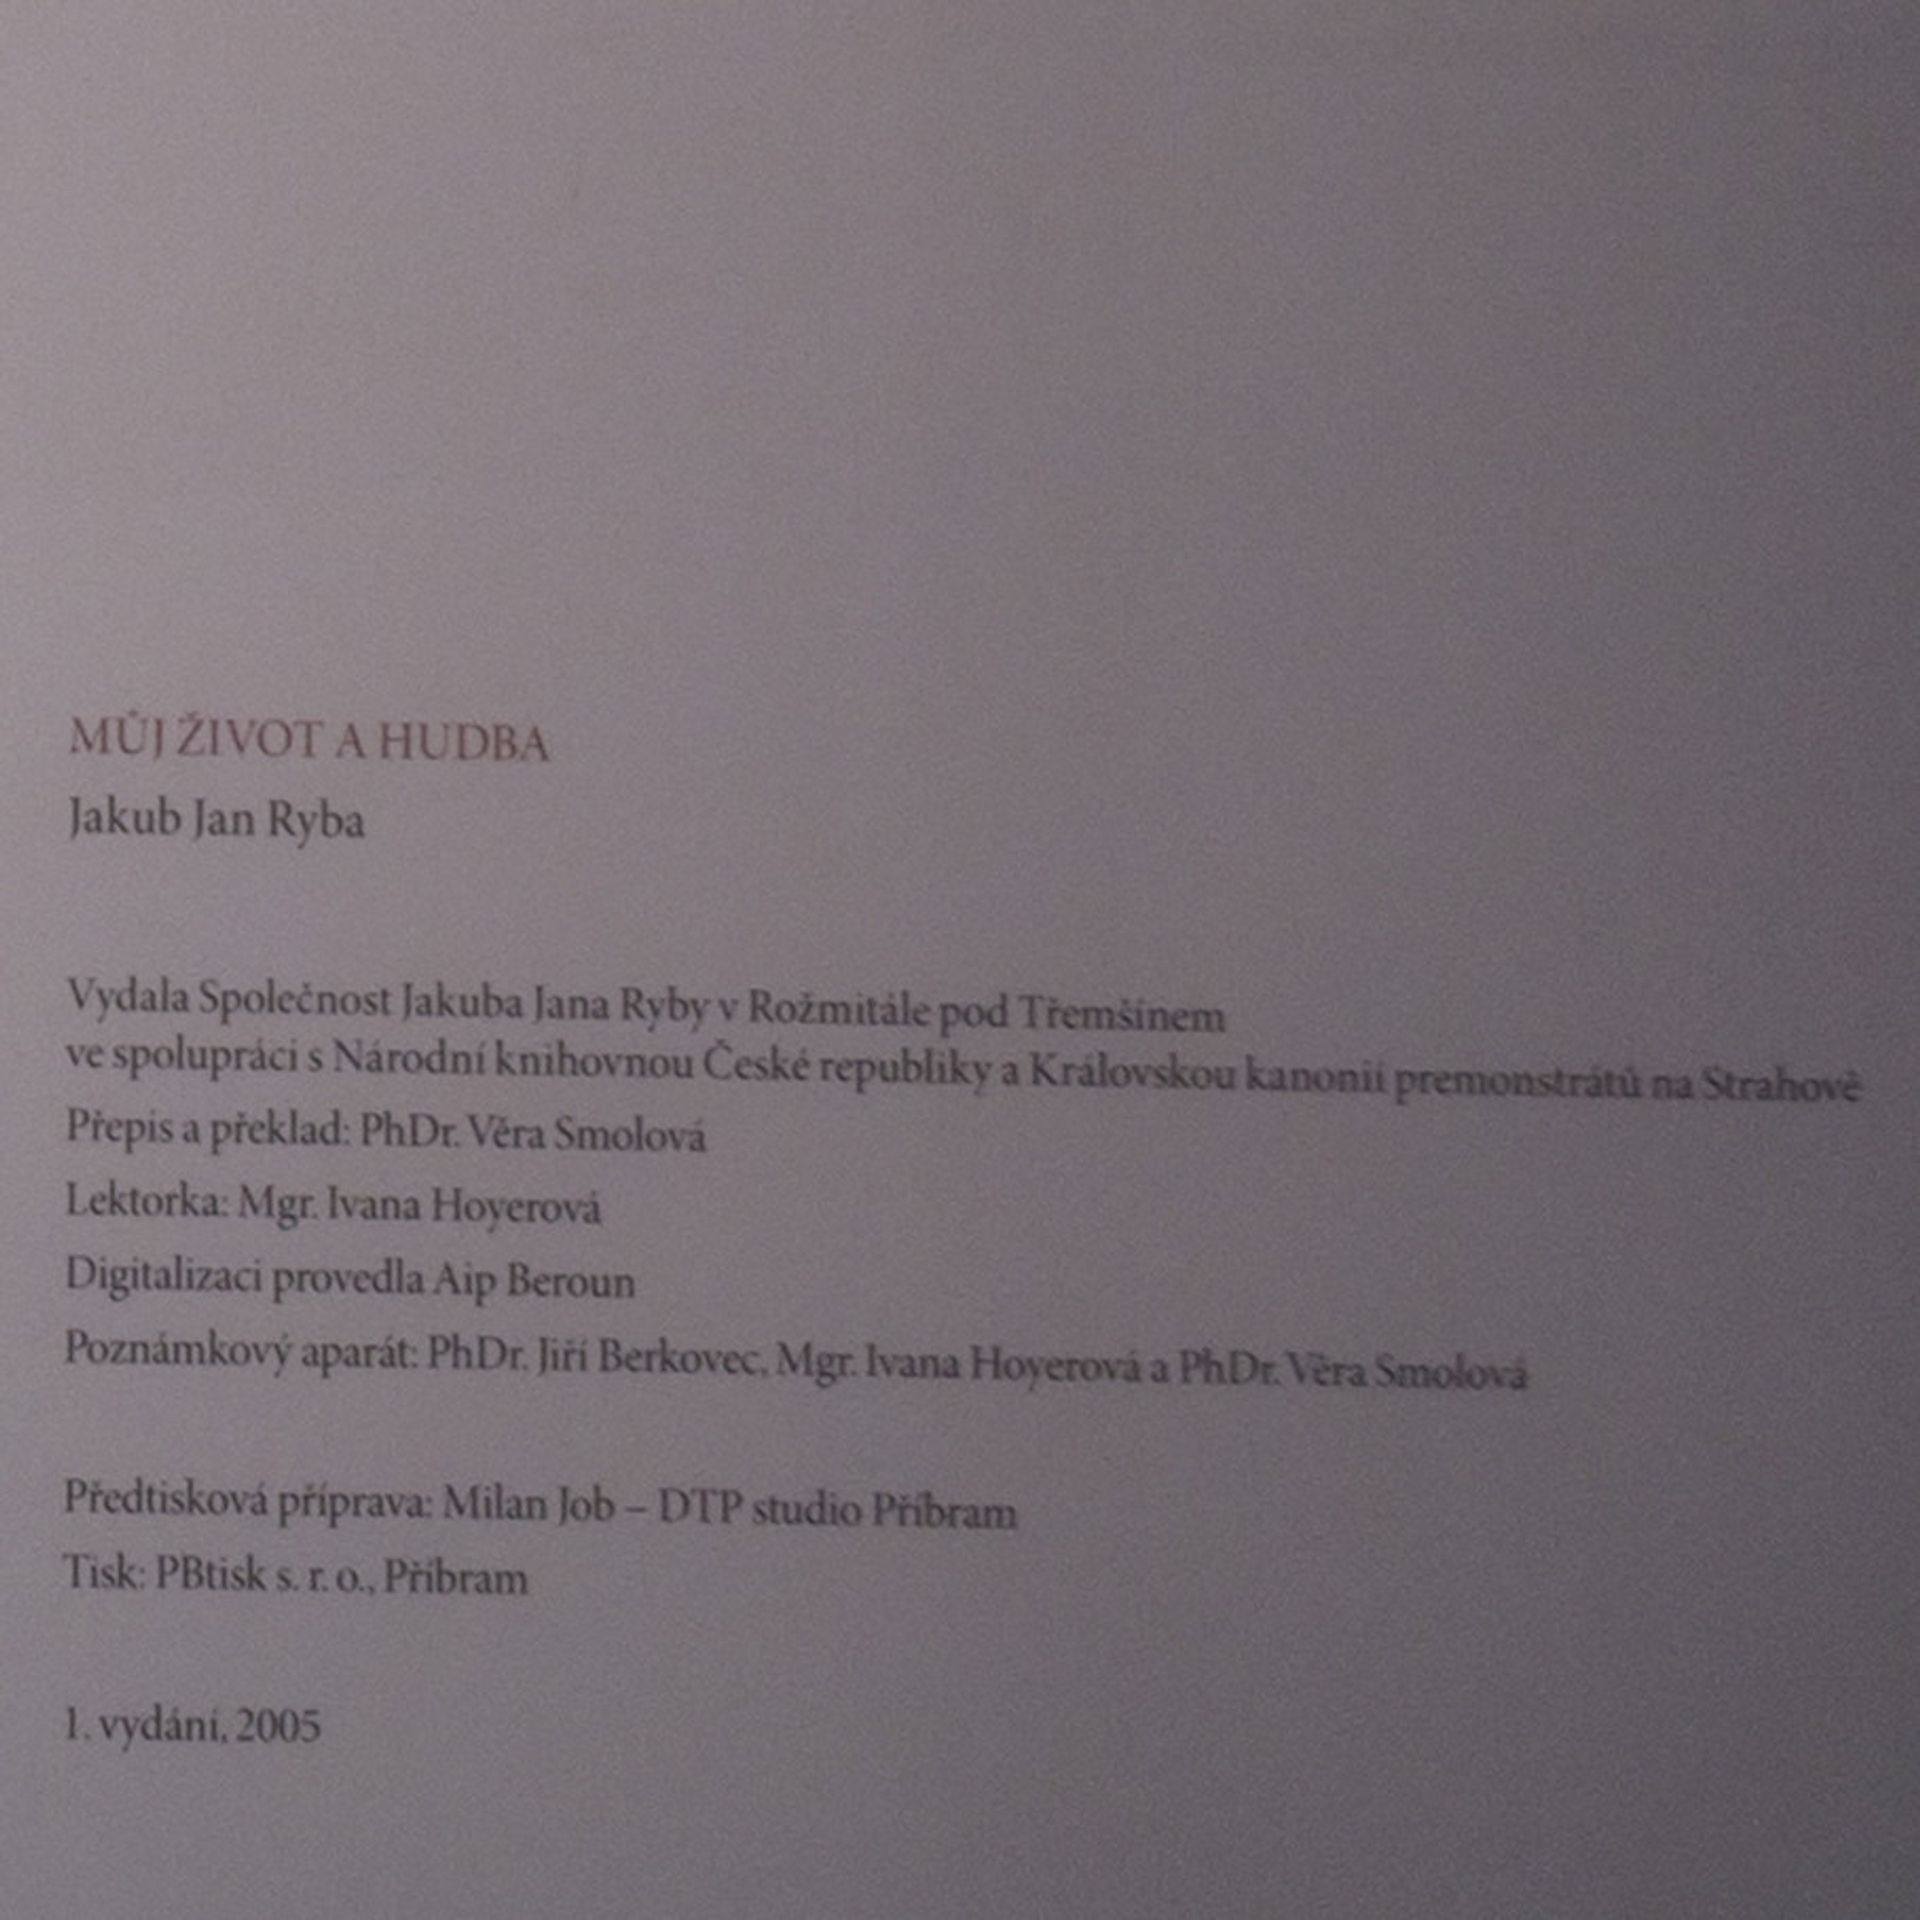 MŮJ ŽIVOT A HUDBA
Jakub Jan Ryba
Vydala Společnost Jakuba Jana Ryby v Rožmitále pod Třemšínem
ve spolupráci s Národní knihovnou České republiky a Královskou kanonií premonstrátů na Strahově
Přepis a překlad: PhDr. Věra Smolová
Lektorka: Mgr. Ivana Hoyerová
Digitalizaci provedla Aip Beroun
Poznámkový aparát: PhDr. Jiří Berkovec, Mgr. Ivana Hoyerová a PhDr. Věra Smolová
Předtisková příprava: Milan Job – DTP studio Příbram
Tisk: PBtisk s. r. o., Příbram
1. vydání, 2005